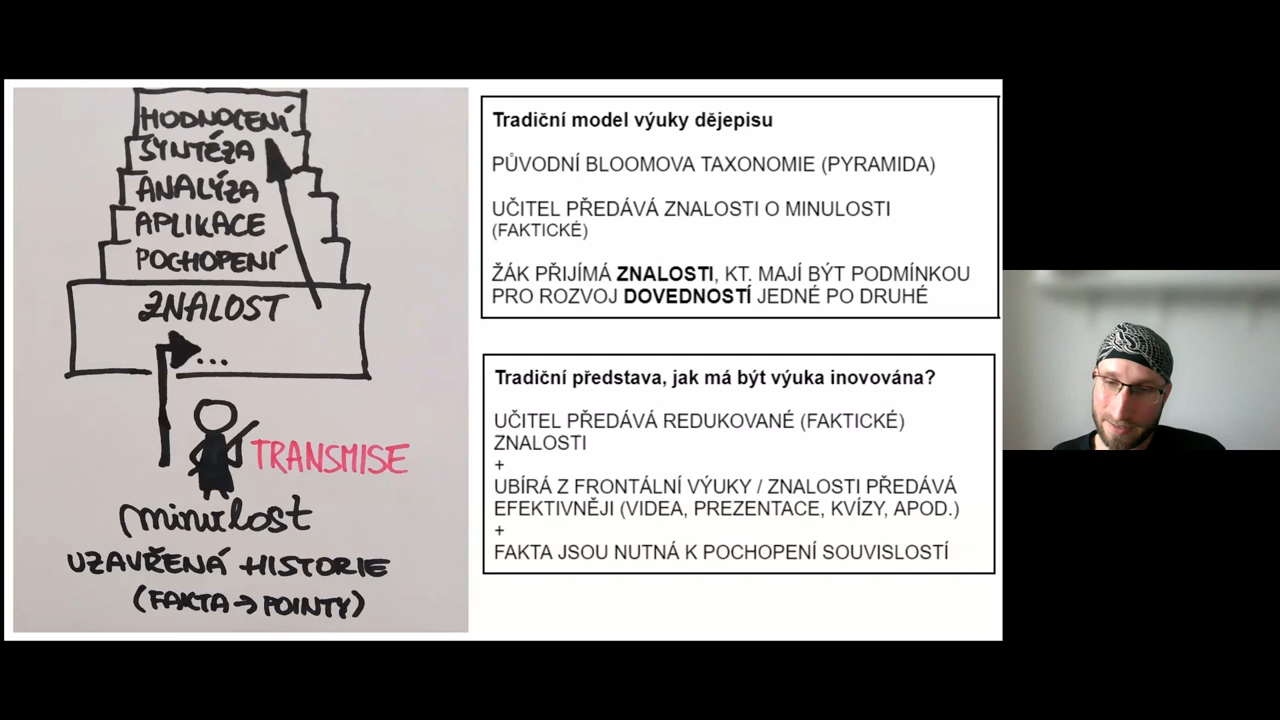 HODNOCENÍ
SYNTÉZA
ANALÝZA
APLIKACE
POCHOPENÍ
ZNALOST
...
TRANSMISE
minulost
UZAVŘENÁ HISTORIE
(FAKTA → POINTY)
Tradiční model výuky dějepisu
PŮVODNÍ BLOOMOVA TAXONOMIE (PYRAMIDA)
UČITEL PŘEDÁVÁ ZNALOSTI O MINULOSTI
(FAKTICKÉ)
ŽÁK PŘIJÍMÁ ZNALOSTI, KT. MAJÍ BÝT PODMÍNKOU
PRO ROZVOJ DOVEDNOSTÍ JEDNÉ PO DRUHÉ
Tradiční představa, jak má být výuka inovována?
UČITEL PŘEDÁVÁ REDUKOVANÉ (FAKTICKÉ)
ZNALOSTI
+
UBÍRÁ Z FRONTÁLNÍ VÝUKY / ZNALOSTI PŘEDÁVÁ
EFEKTIVNĚJI (VIDEA, PREZENTACE, KVÍZY, APOD.)
+
FAKTA JSOU NUTNÁ K POCHOPENÍ SOUVISLOSTÍ